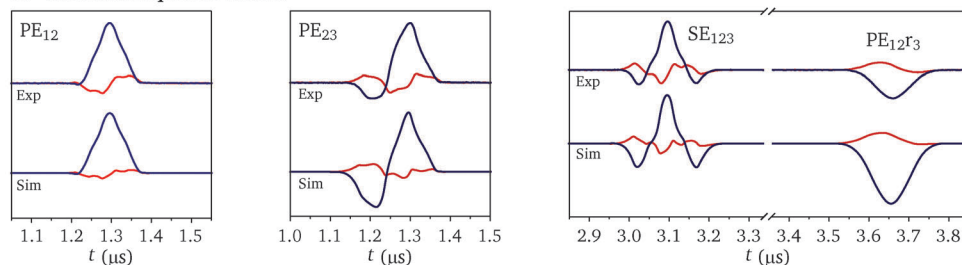 PE₁₂
Exp
Sim
1.1 1.2 1.3 1.4 1.5
t (μs)
PE₂₃
Exp
Sim
1.0 1.1 1.2 1.3 1.4 1.5
t (μs)
SE₁₂₃ PE₁₂r₃
Exp
Sim
2.9 3.0 3.1 3.2 3.3 3.4 3.5 3.6 3.7 3.8
t (μs) t (μs)